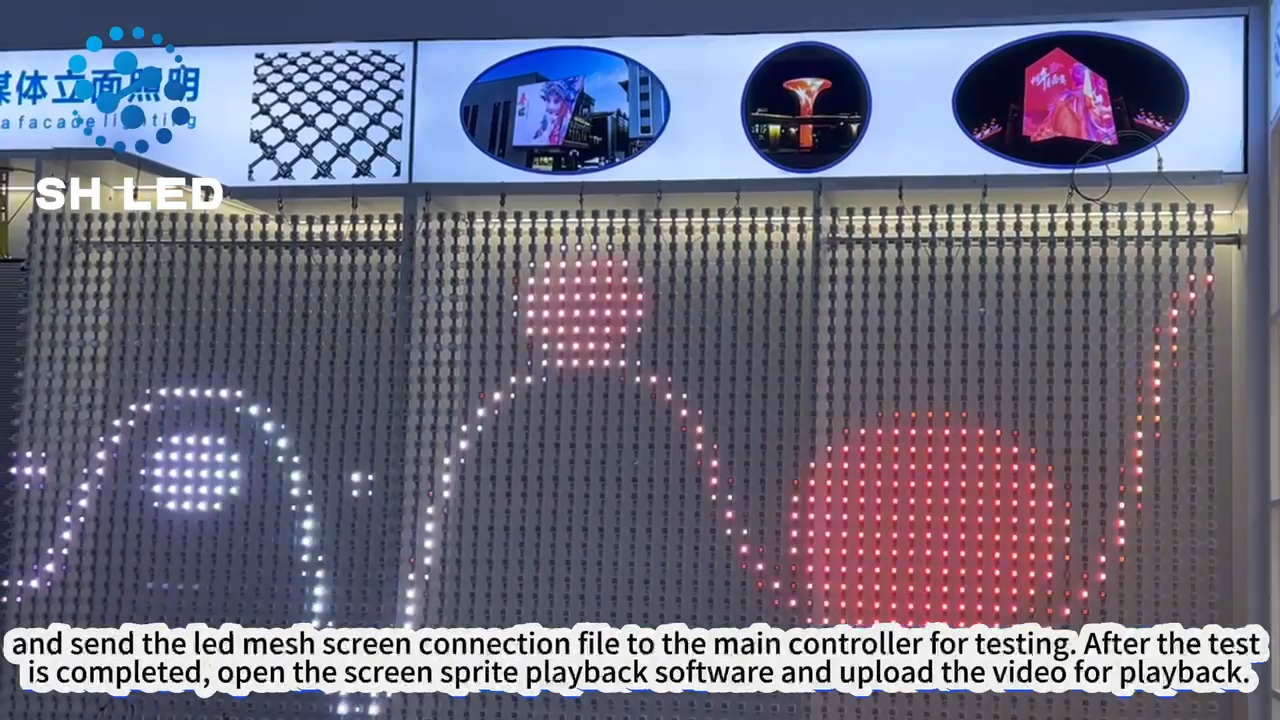 媒体立面照明
a facade lighting
SH LED
and send the led mesh screen connection file to the main controller for testing. After the test
is completed, open the screen sprite playback software and upload the video for playback.